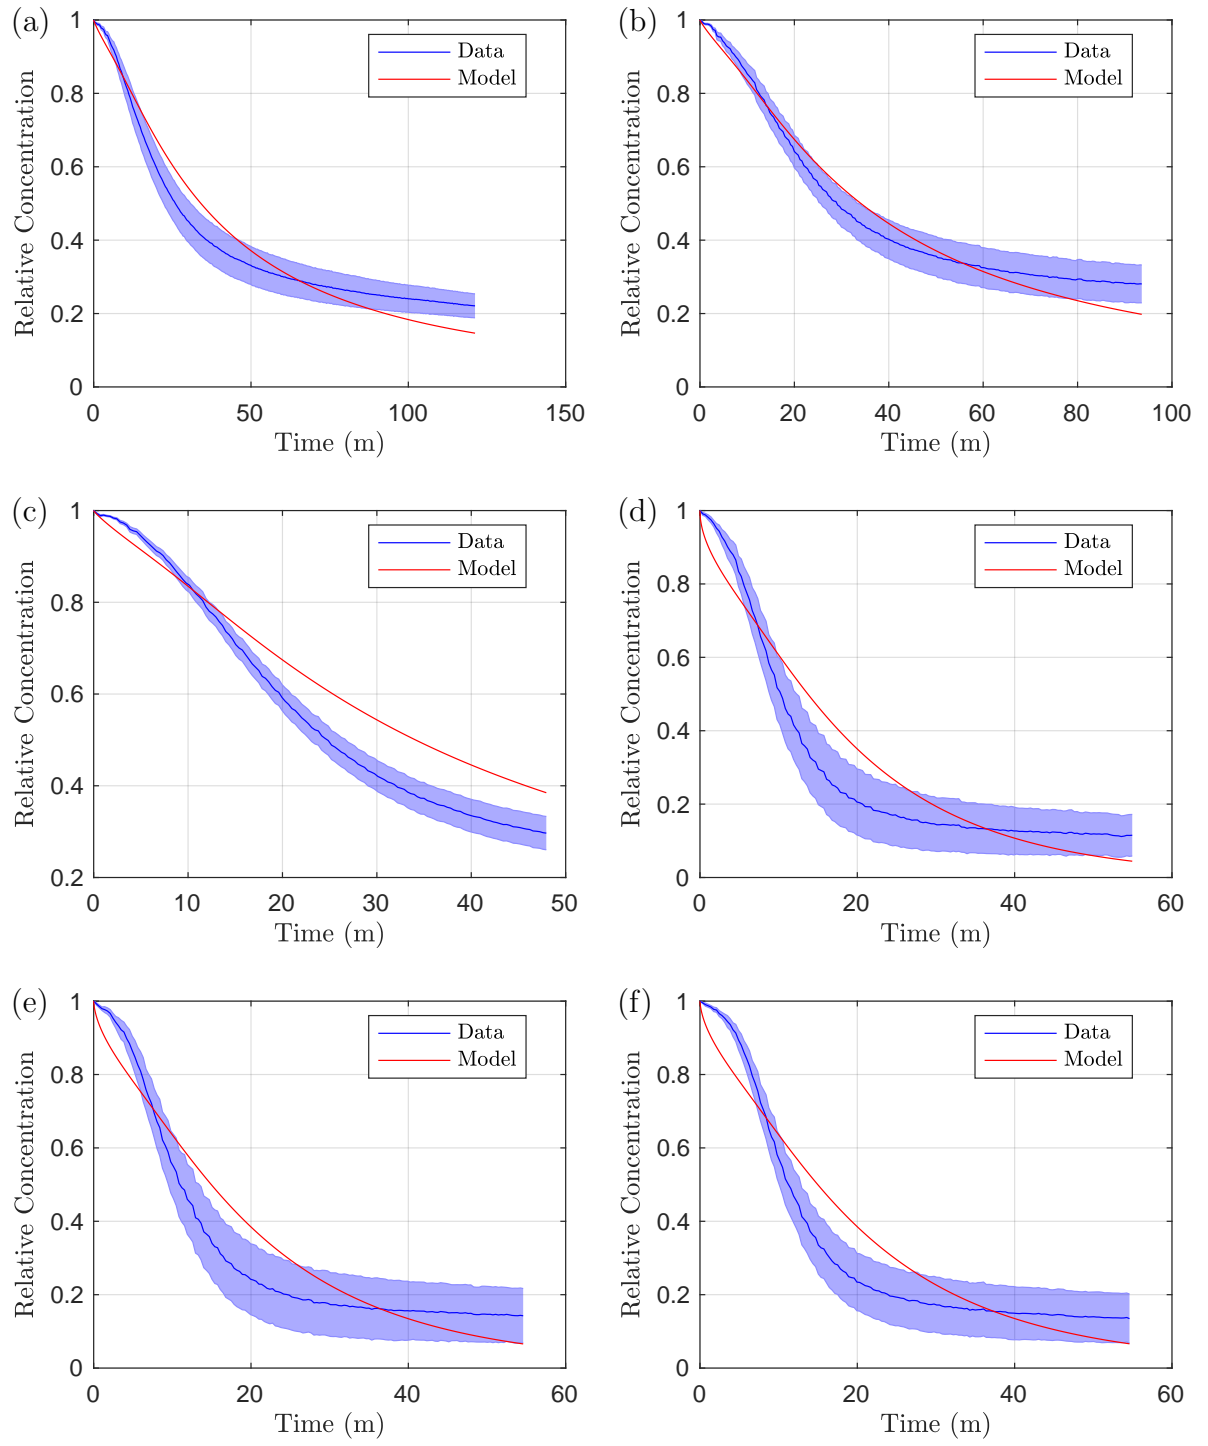 (a)
Relative Concentration
1
0.8
0.6
0.4
0.2
0
Data
Model
0 50 100 150
Time (m)
(b)
Relative Concentration
1
0.8
0.6
0.4
0.2
0
Data
Model
0 20 40 60 80 100
Time (m)
(c)
Relative Concentration
1
0.8
0.6
0.4
0.2
Data
Model
0 10 20 30 40 50
Time (m)
(d)
Relative Concentration
1
0.8
0.6
0.4
0.2
0
Data
Model
0 20 40 60
Time (m)
(e)
Relative Concentration
1
0.8
0.6
0.4
0.2
0
Data
Model
0 20 40 60
Time (m)
(f)
Relative Concentration
1
0.8
0.6
0.4
0.2
0
Data
Model
0 20 40 60
Time (m)